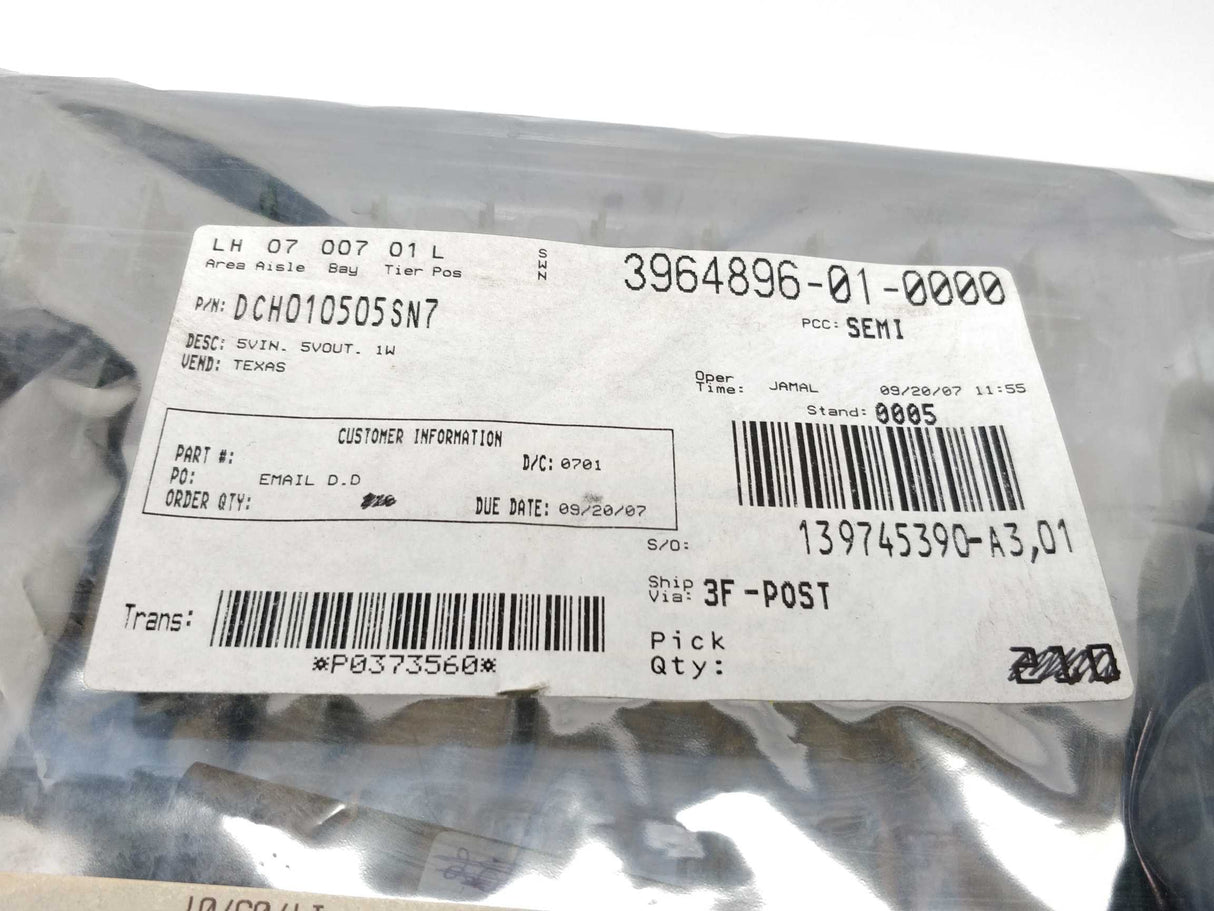 LH 07 007 01 L
Area Aisle Bay Tier Pos
SWN
3964896-01-0000
P/N: DCH010505SN7
PCC: SEMI
DESC: 5VIN. 5VOUT. 1W
VEND: TEXAS
Oper
Time: JAMAL 09/20/07 11:55
Stand: 0005
CUSTOMER INFORMATION
PART #:
D/C: 0701
PO: EMAIL D.D
ORDER QTY:
DUE DATE: 09/20/07
S/O: 139745390-A3,01
Ship
Via: 3F-POST
Trans:
*P0373560*
Pick
Qty: